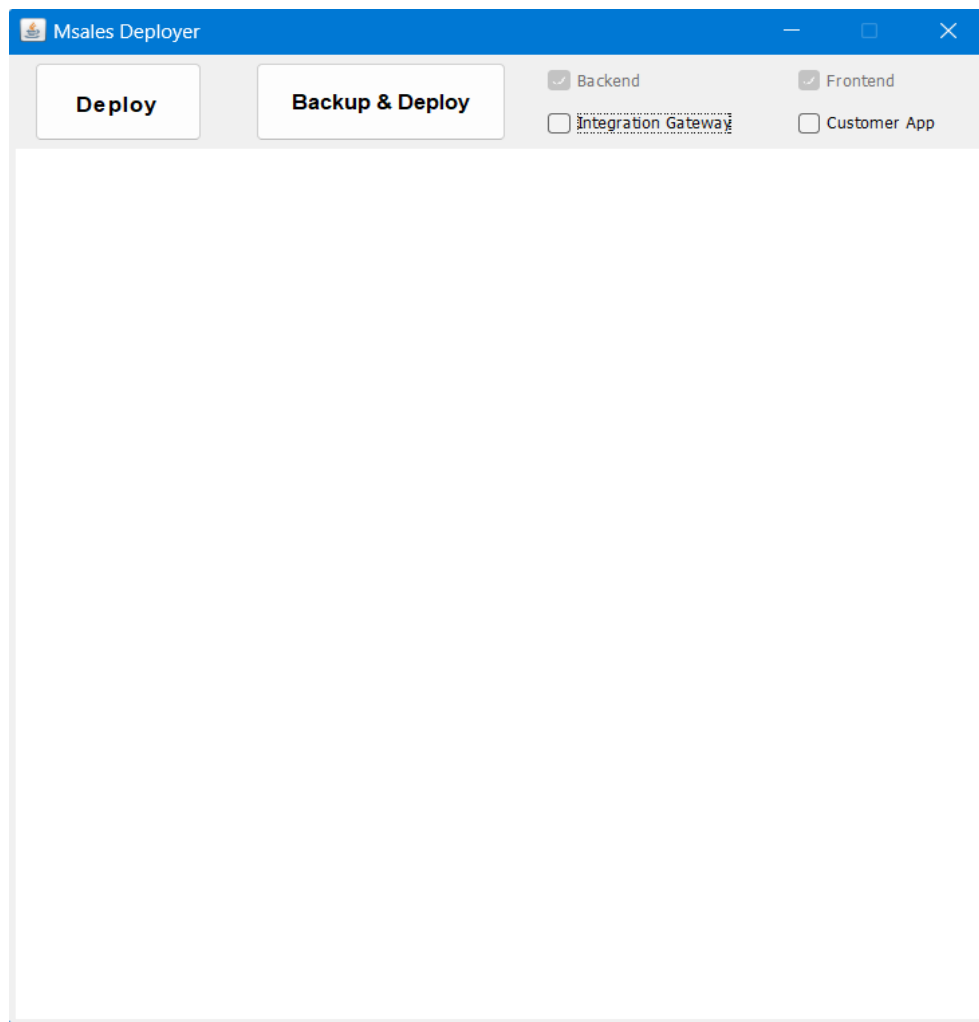 Msales Deployer
Deploy
Backup & Deploy
Backend
Frontend
Integration Gateway
Customer App